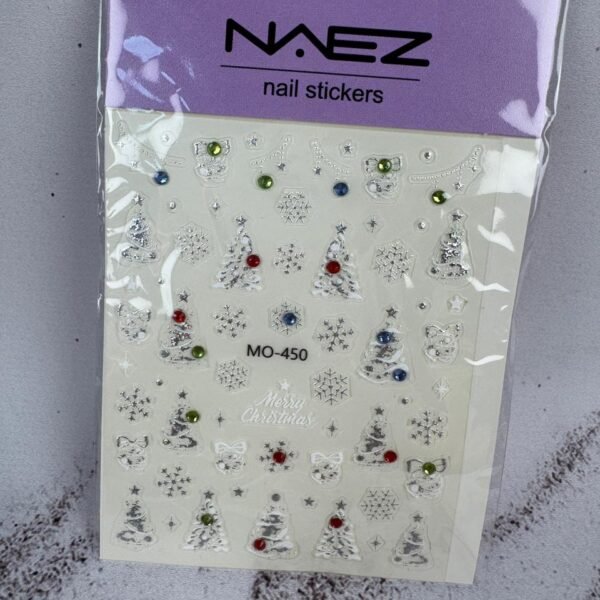 NAEZ
nail stickers
MO-450
Merry
Christmas